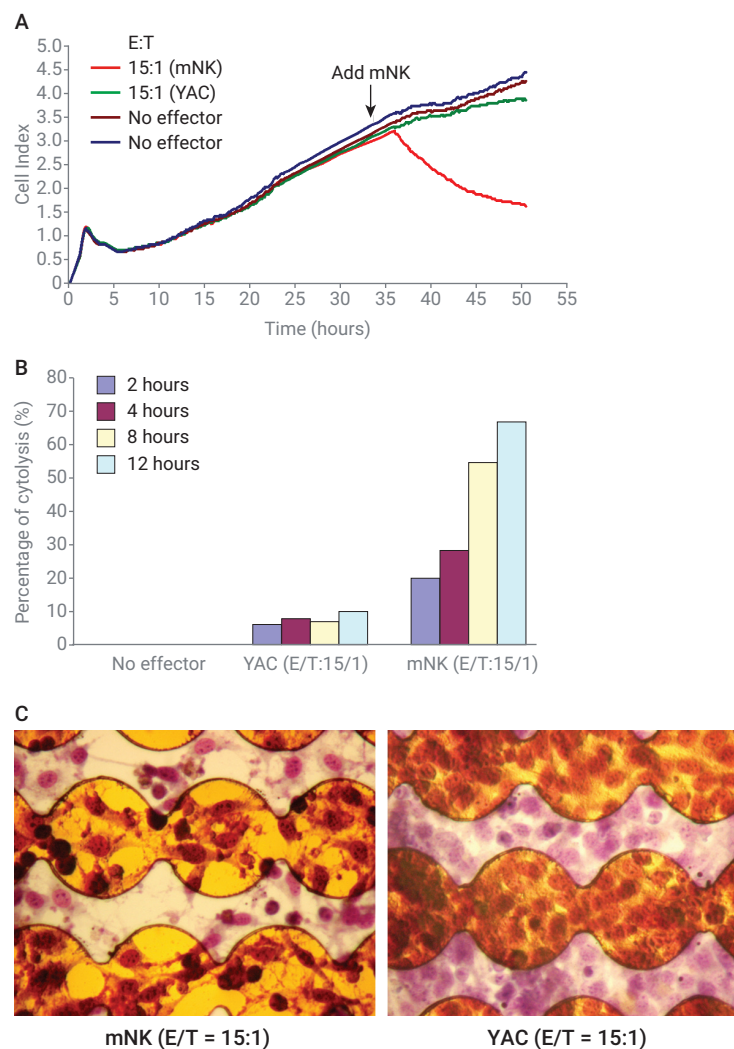 A
E:T
15:1 (mNK)
15:1 (YAC)
No effector
No effector
Add mNK
Cell Index
5.0
4.5
4.0
3.5
3.0
2.5
2.0
1.5
1.0
0.5
0
0 5 10 15 20 25 30 35 40 45 50 55
Time (hours)
B
Percentage of cytolysis (%)
80
70
60
50
40
30
20
10
0
2 hours
4 hours
8 hours
12 hours
No effector YAC (E/T:15/1) mNK (E/T:15/1)
C
mNK (E/T = 15:1) YAC (E/T = 15:1)